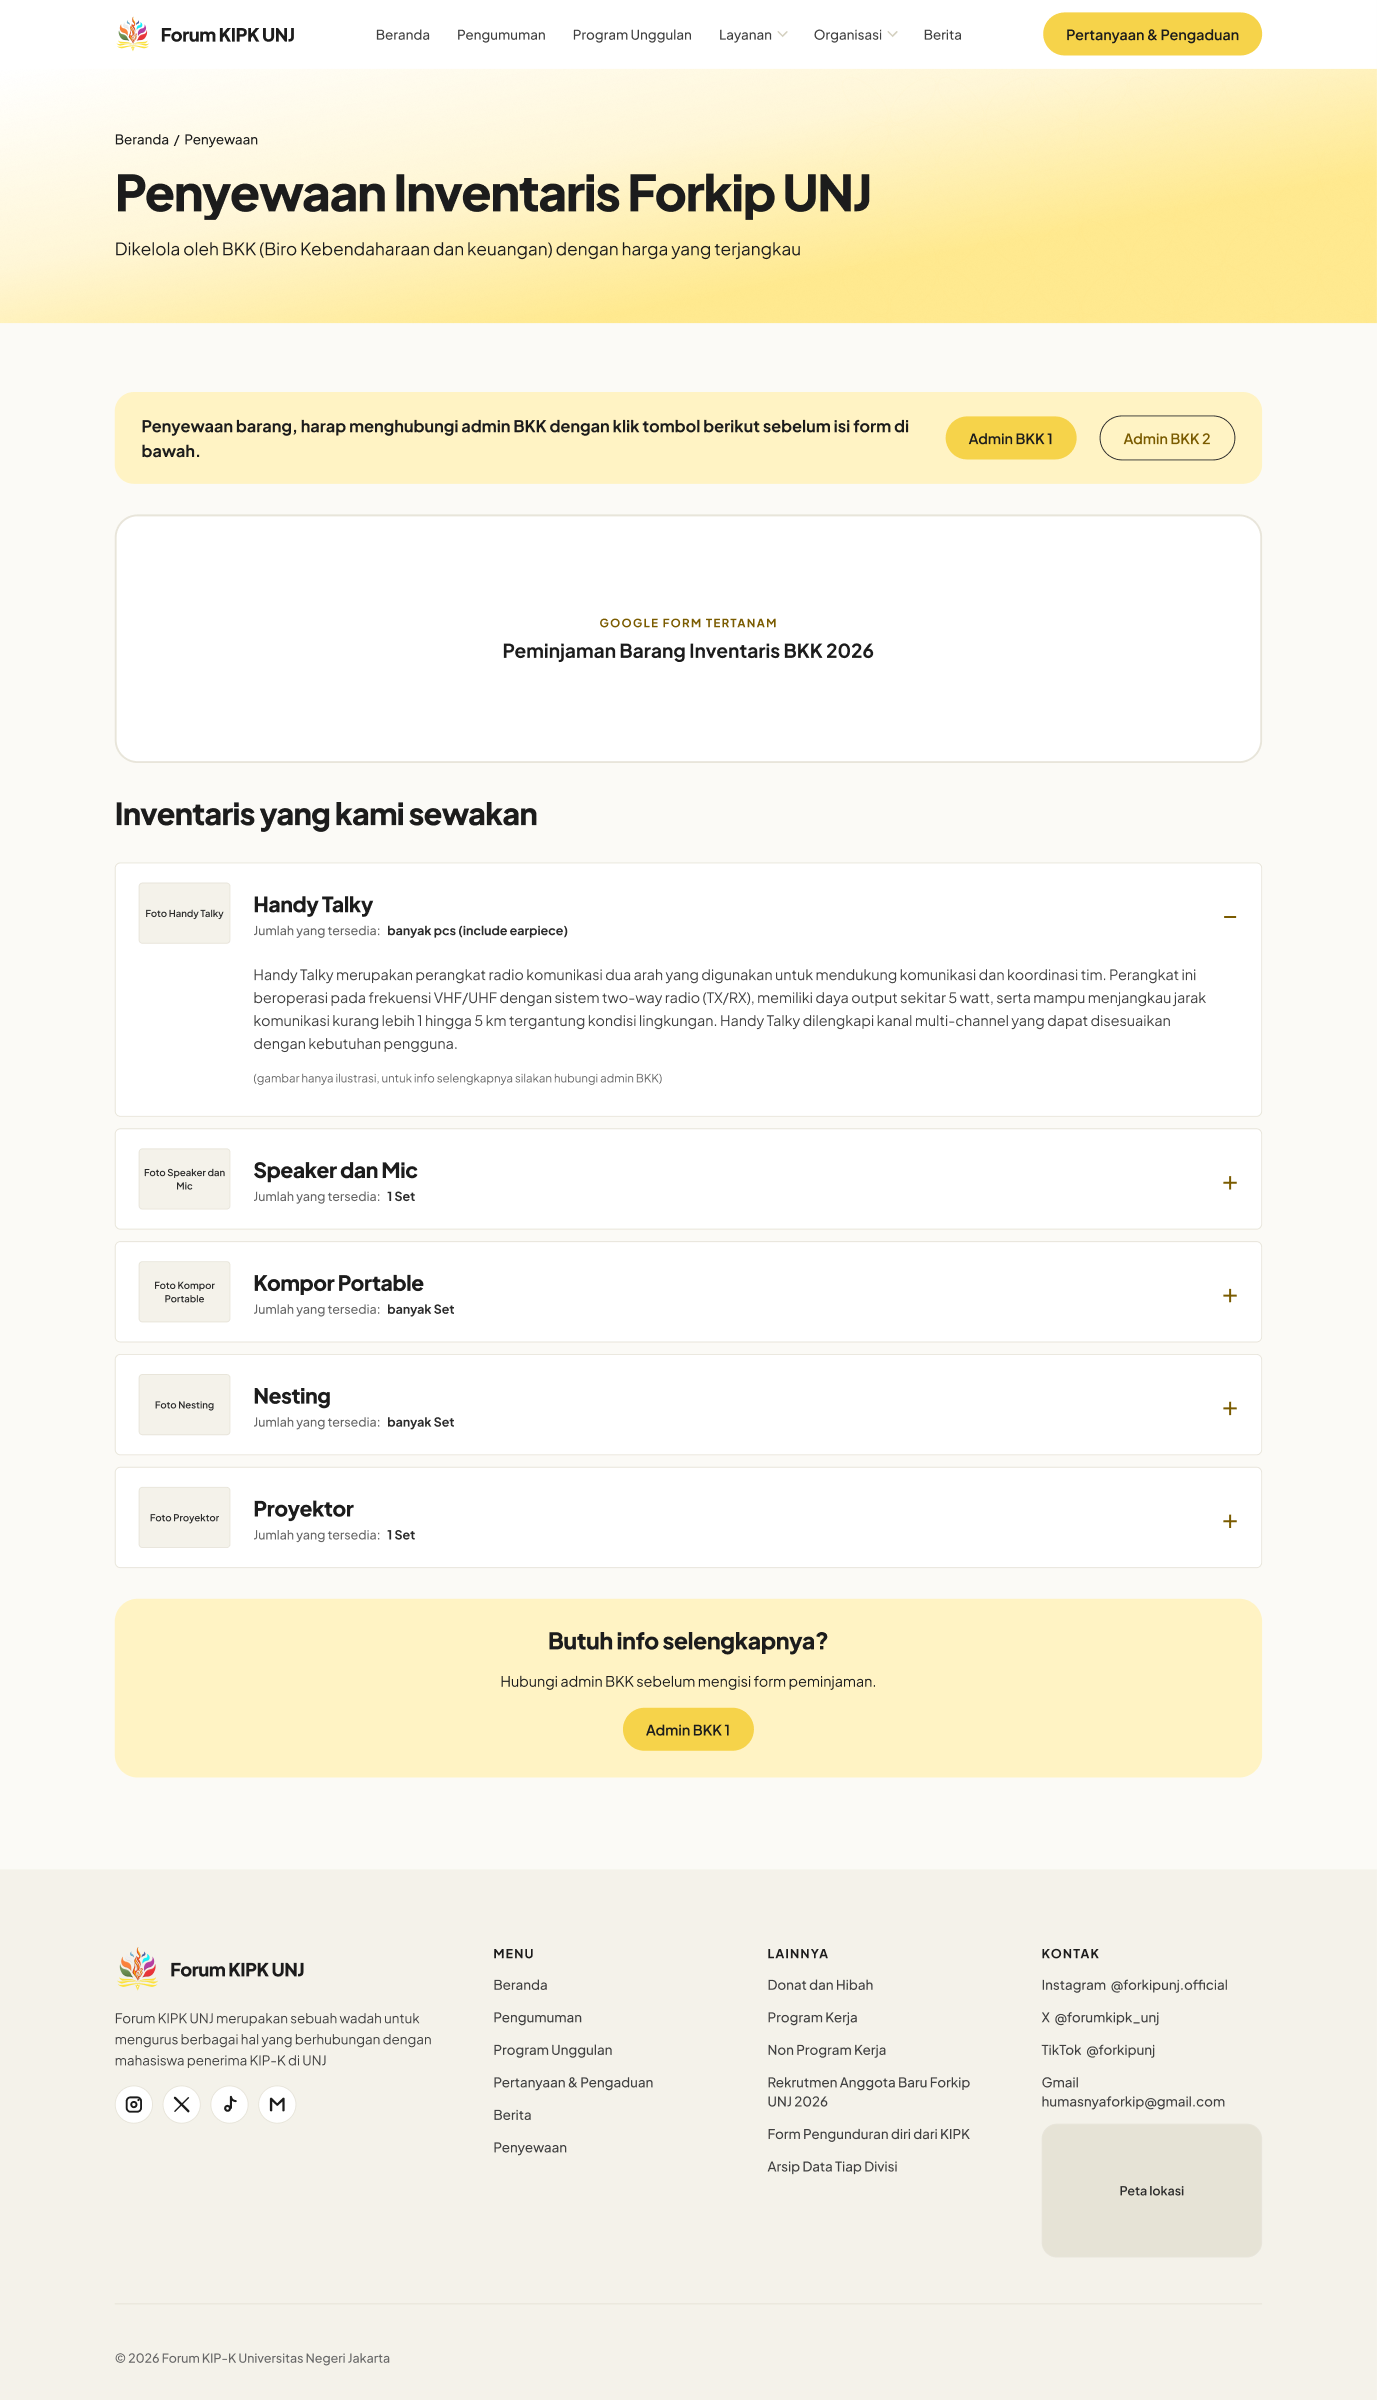 Forum KIPK UNJ
Beranda
Pengumuman
Program Unggulan
Layanan
Organisasi
Berita
Pertanyaan & Pengaduan
Beranda / Penyewaan
Penyewaan Inventaris Forkip UNJ
Dikelola oleh BKK (Biro Kebendaharaan dan keuangan) dengan harga yang terjangkau
Penyewaan barang, harap menghubungi admin BKK dengan klik tombol berikut sebelum isi form di
bawah.
Admin BKK 1
Admin BKK 2
GOOGLE FORM TERTANAM
Peminjaman Barang Inventaris BKK 2026
Inventaris yang kami sewakan
Foto Handy Talky
Handy Talky
Jumlah yang tersedia: banyak pcs (include earpiece)
Handy Talky merupakan perangkat radio komunikasi dua arah yang digunakan untuk mendukung komunikasi dan koordinasi tim. Perangkat ini
beroperasi pada frekuensi VHF/UHF dengan sistem two-way radio (TX/RX), memiliki daya output sekitar 5 watt, serta mampu menjangkau jarak
komunikasi kurang lebih 1 hingga 5 km tergantung kondisi lingkungan. Handy Talky dilengkapi kanal multi-channel yang dapat disesuaikan
dengan kebutuhan pengguna.
(gambar hanya ilustrasi, untuk info selengkapnya silakan hubungi admin BKK)
Foto Speaker dan
Mic
Speaker dan Mic
Jumlah yang tersedia: 1 Set
Foto Kompor
Portable
Kompor Portable
Jumlah yang tersedia: banyak Set
Foto Nesting
Nesting
Jumlah yang tersedia: banyak Set
Foto Proyektor
Proyektor
Jumlah yang tersedia: 1 Set
Butuh info selengkapnya?
Hubungi admin BKK sebelum mengisi form peminjaman.
Admin BKK 1
Forum KIPK UNJ
Forum KIPK UNJ merupakan sebuah wadah untuk
mengurus berbagai hal yang berhubungan dengan
mahasiswa penerima KIP-K di UNJ
MENU
Beranda
Pengumuman
Program Unggulan
Pertanyaan & Pengaduan
Berita
Penyewaan
LAINNYA
Donat dan Hibah
Program Kerja
Non Program Kerja
Rekrutmen Anggota Baru Forkip
UNJ 2026
Form Pengunduran diri dari KIPK
Arsip Data Tiap Divisi
KONTAK
Instagram @forkipunj.official
X @forumkipk_unj
TikTok @forkipunj
Gmail
humasnyaforkip@gmail.com
Peta lokasi
© 2026 Forum KIP-K Universitas Negeri Jakarta